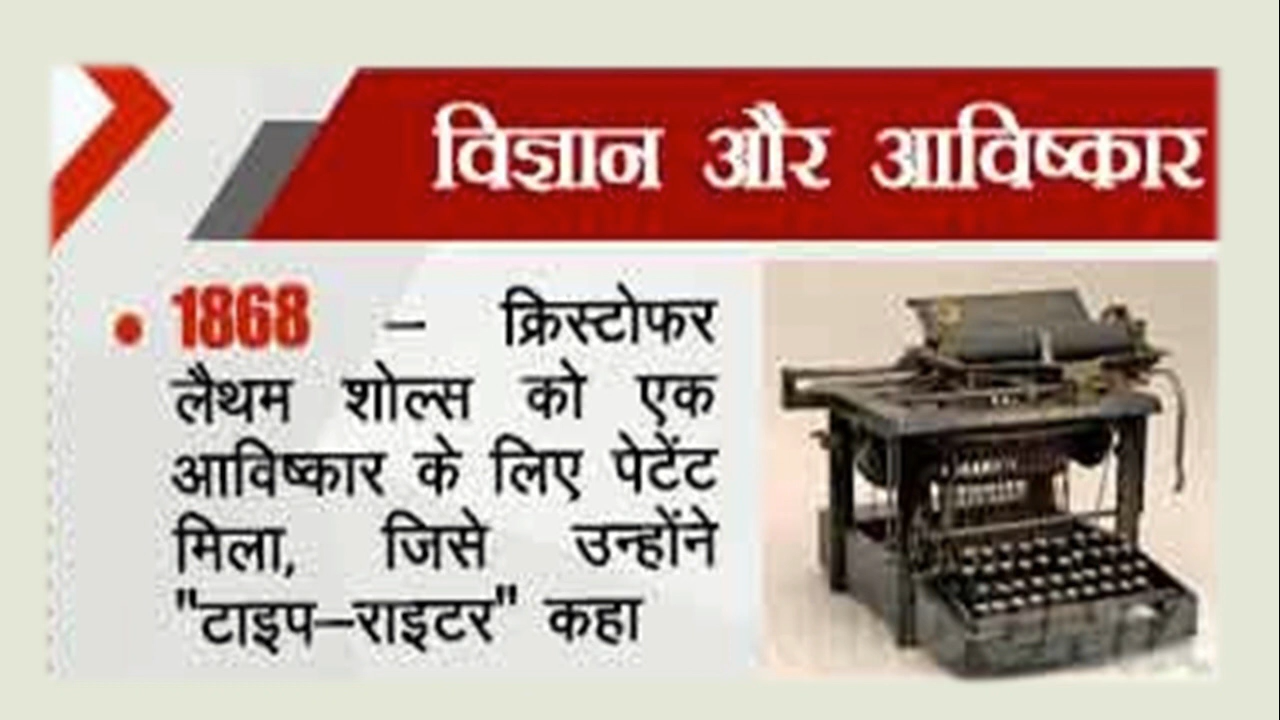 विज्ञान और आविष्कार
• 1868 – क्रिस्टोफर
लैथम शोल्स को एक
आविष्कार के लिए पेटेंट
मिला, जिसे उन्होंने
"टाइप–राइटर" कहा